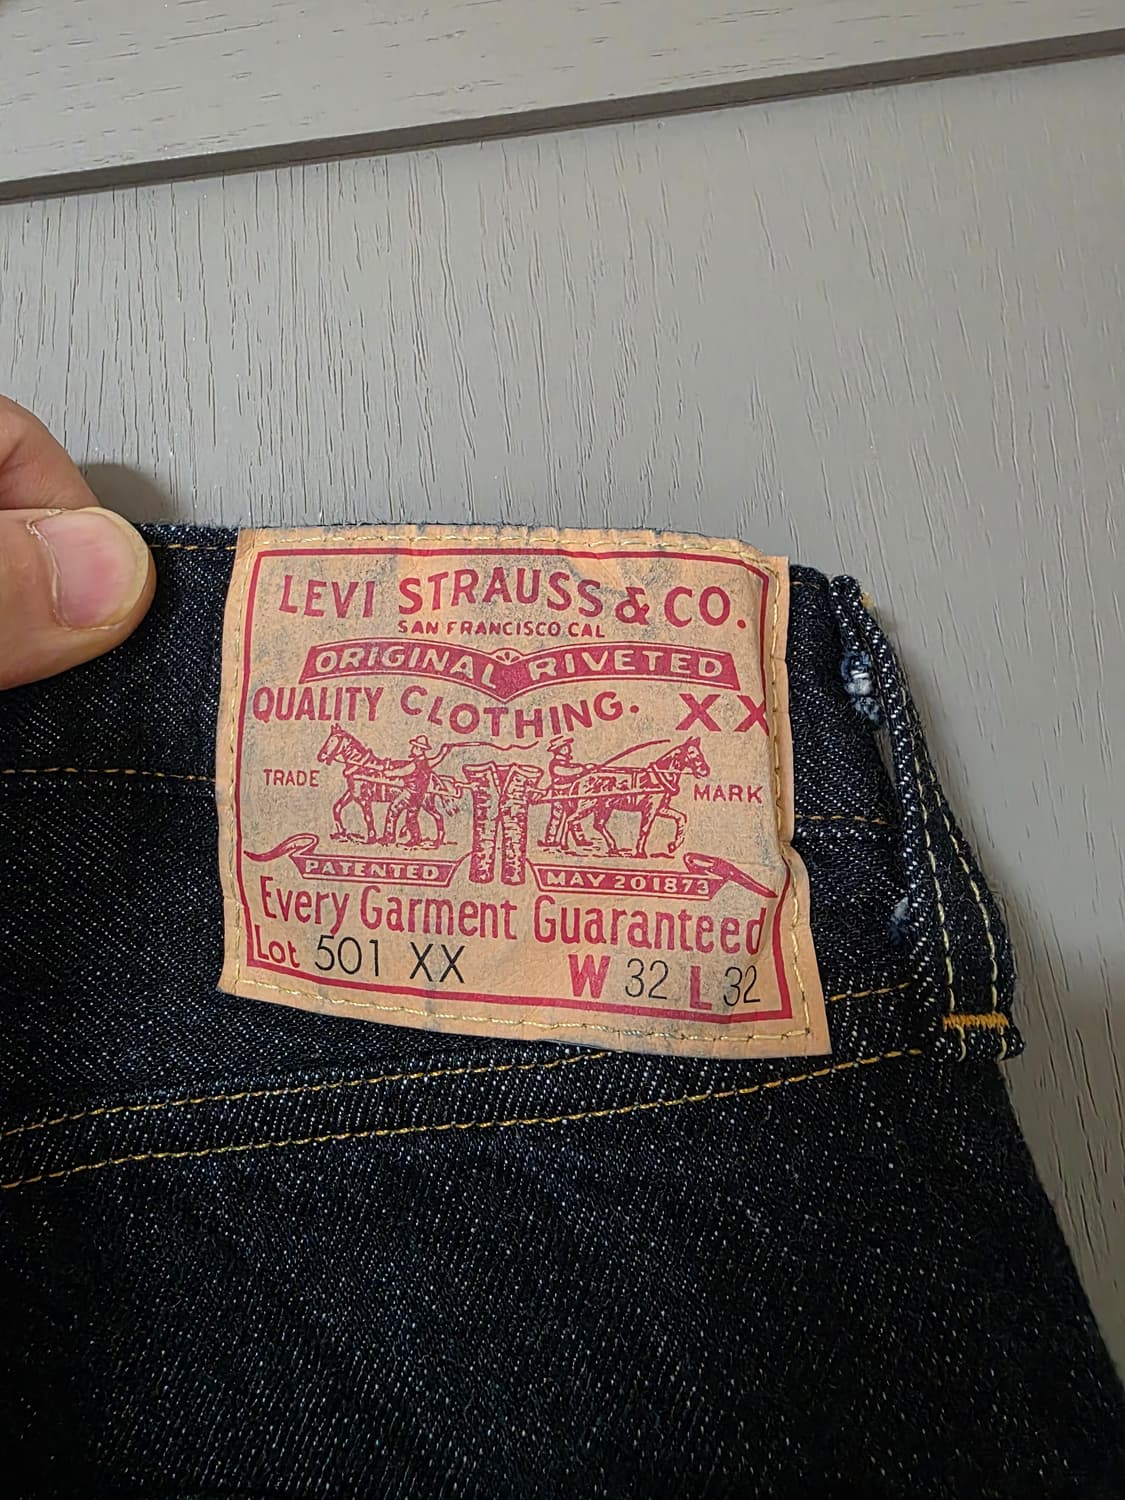 LEVI STRAUSS & CO.
SAN FRANCISCO CAL
ORIGINAL RIVETED
QUALITY CLOTHING. XX
TRADE MARK
PATENTED MAY 20 1873
Every Garment Guaranteed
Lot 501 XX W 32 L 32